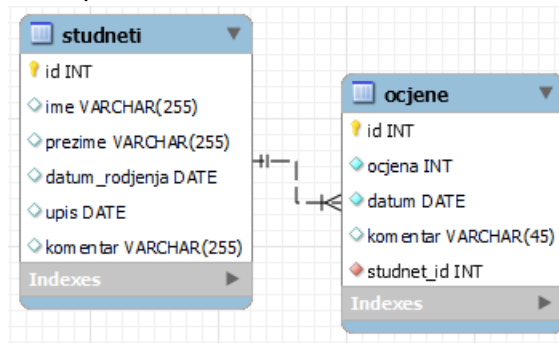 studneti
id INT
ime VARCHAR(255)
prezime VARCHAR(255)
datum_rodjenja DATE
upis DATE
komentar VARCHAR(255)
Indexes
ocjene
id INT
ocjena INT
datum DATE
komentar VARCHAR(45)
studnet_id INT
Indexes